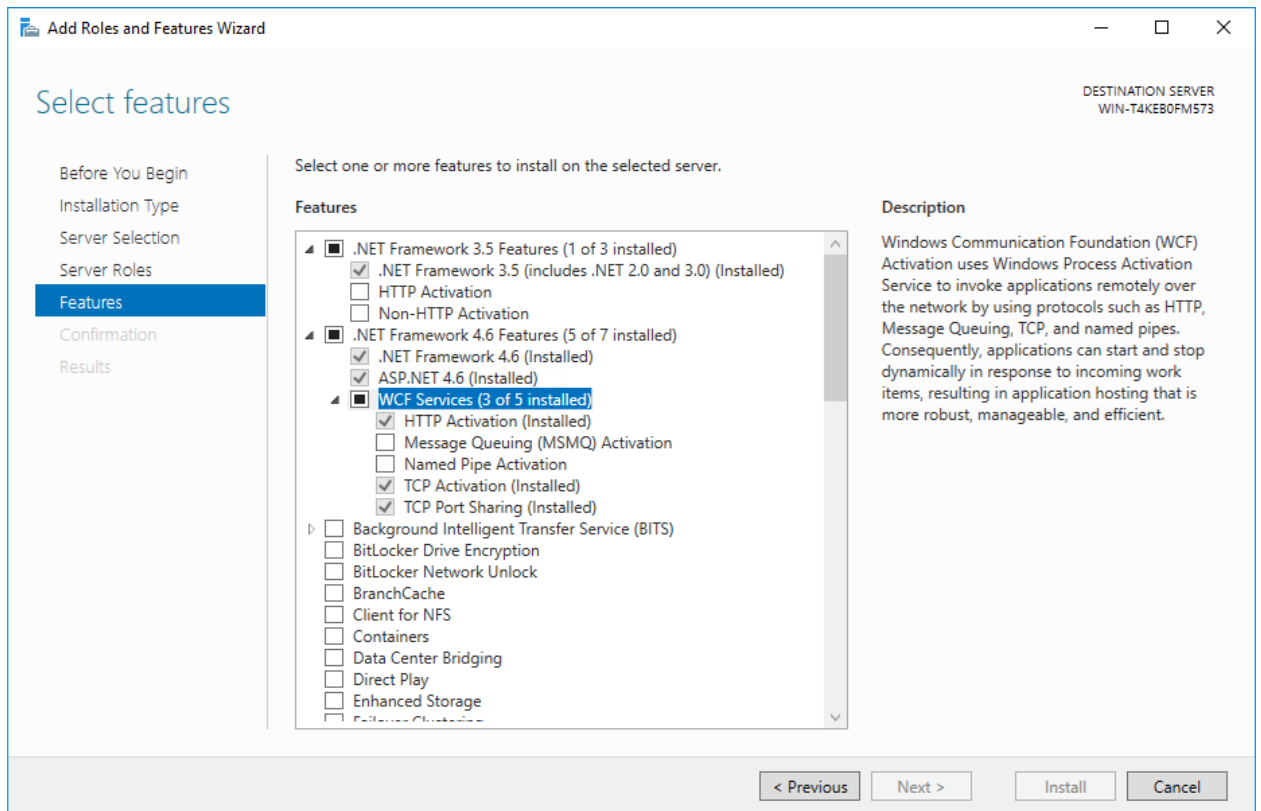 Add Roles and Features Wizard
Select features
DESTINATION SERVER
WIN-T4KEB0FM573
Before You Begin
Installation Type
Server Selection
Server Roles
Features
Confirmation
Results
Select one or more features to install on the selected server.
Features
.NET Framework 3.5 Features (1 of 3 installed)
.NET Framework 3.5 (includes .NET 2.0 and 3.0) (Installed)
HTTP Activation
Non-HTTP Activation
.NET Framework 4.6 Features (5 of 7 installed)
.NET Framework 4.6 (Installed)
ASP.NET 4.6 (Installed)
WCF Services (3 of 5 installed)
HTTP Activation (Installed)
Message Queuing (MSMQ) Activation
Named Pipe Activation
TCP Activation (Installed)
TCP Port Sharing (Installed)
Background Intelligent Transfer Service (BITS)
BitLocker Drive Encryption
BitLocker Network Unlock
BranchCache
Client for NFS
Containers
Data Center Bridging
Direct Play
Enhanced Storage
Failover Clustering
Description
Windows Communication Foundation (WCF)
Activation uses Windows Process Activation
Service to invoke applications remotely over
the network by using protocols such as HTTP,
Message Queuing, TCP, and named pipes.
Consequently, applications can start and stop
dynamically in response to incoming work
items, resulting in application hosting that is
more robust, manageable, and efficient.
< Previous
Next >
Install
Cancel